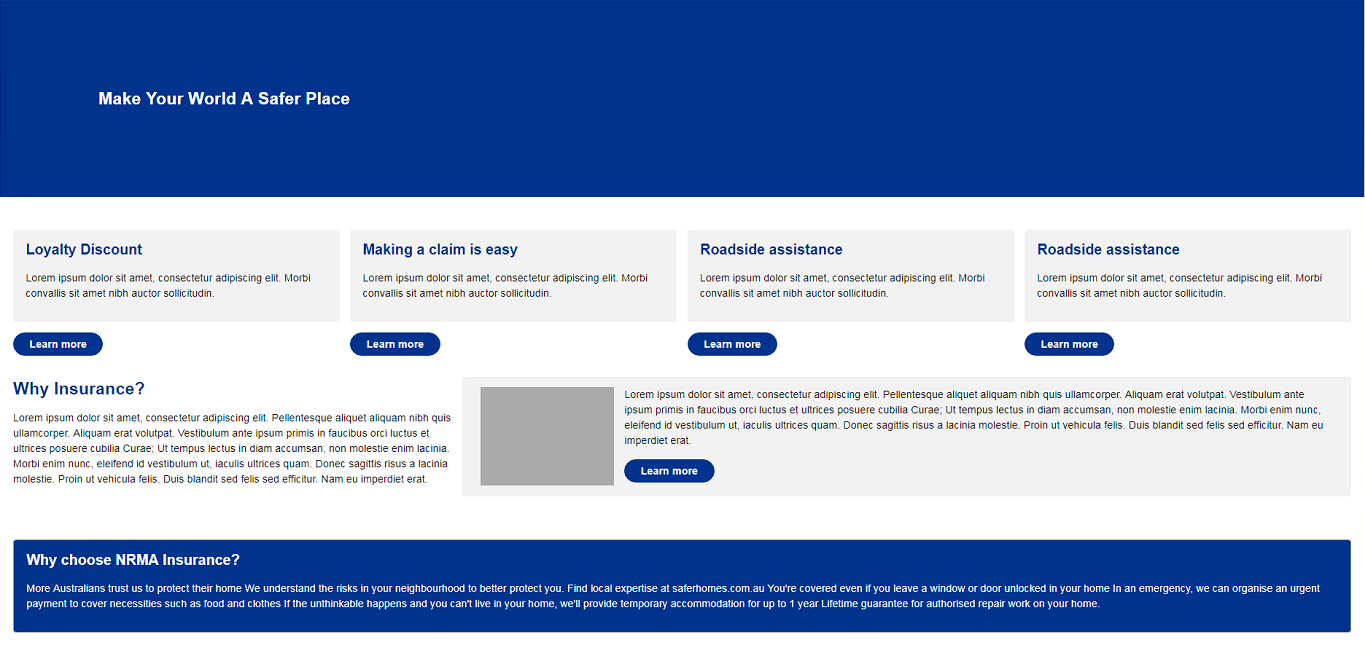 Make Your World A Safer Place
Loyalty Discount
Lorem ipsum dolor sit amet, consectetur adipiscing elit. Morbi
convallis sit amet nibh auctor sollicitudin.
Learn more
Making a claim is easy
Lorem ipsum dolor sit amet, consectetur adipiscing elit. Morbi
convallis sit amet nibh auctor sollicitudin.
Learn more
Roadside assistance
Lorem ipsum dolor sit amet, consectetur adipiscing elit. Morbi
convallis sit amet nibh auctor sollicitudin.
Learn more
Roadside assistance
Lorem ipsum dolor sit amet, consectetur adipiscing elit. Morbi
convallis sit amet nibh auctor sollicitudin.
Learn more
Why Insurance?
Lorem ipsum dolor sit amet, consectetur adipiscing elit. Pellentesque aliquet aliquam nibh quis
ullamcorper. Aliquam erat volutpat. Vestibulum ante ipsum primis in faucibus orci luctus et
ultrices posuere cubilia Curae; Ut tempus lectus in diam accumsan, non molestie enim lacinia.
Morbi enim nunc, eleifend id vestibulum ut, iaculis ultrices quam. Donec sagittis risus a lacinia
molestie. Proin ut vehicula felis. Duis blandit sed felis sed efficitur. Nam eu imperdiet erat.
Lorem ipsum dolor sit amet, consectetur adipiscing elit. Pellentesque aliquet aliquam nibh quis ullamcorper. Aliquam erat volutpat. Vestibulum ante
ipsum primis in faucibus orci luctus et ultrices posuere cubilia Curae; Ut tempus lectus in diam accumsan, non molestie enim lacinia. Morbi enim nunc,
eleifend id vestibulum ut, iaculis ultrices quam. Donec sagittis risus a lacinia molestie. Proin ut vehicula felis. Duis blandit sed felis sed efficitur. Nam eu
imperdiet erat.
Learn more
Why choose NRMA Insurance?
More Australians trust us to protect their home We understand the risks in your neighbourhood to better protect you. Find local expertise at saferhomes.com.au You're covered even if you leave a window or door unlocked in your home In an emergency, we can organise an urgent
payment to cover necessities such as food and clothes If the unthinkable happens and you can't live in your home, we'll provide temporary accommodation for up to 1 year Lifetime guarantee for authorised repair work on your home.